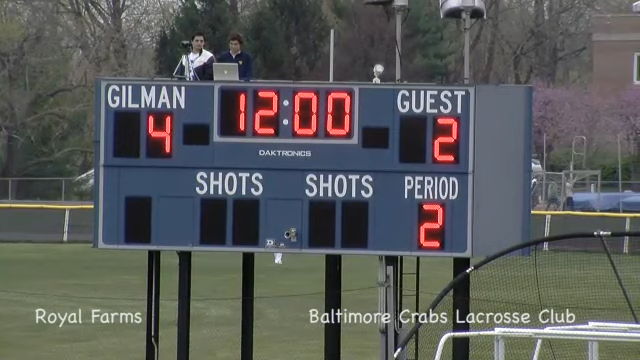 GILMAN 12:00 GUEST
4 2
DAKTRONICS
SHOTS SHOTS PERIOD
2
Royal Farms Baltimore Crabs Lacrosse Club